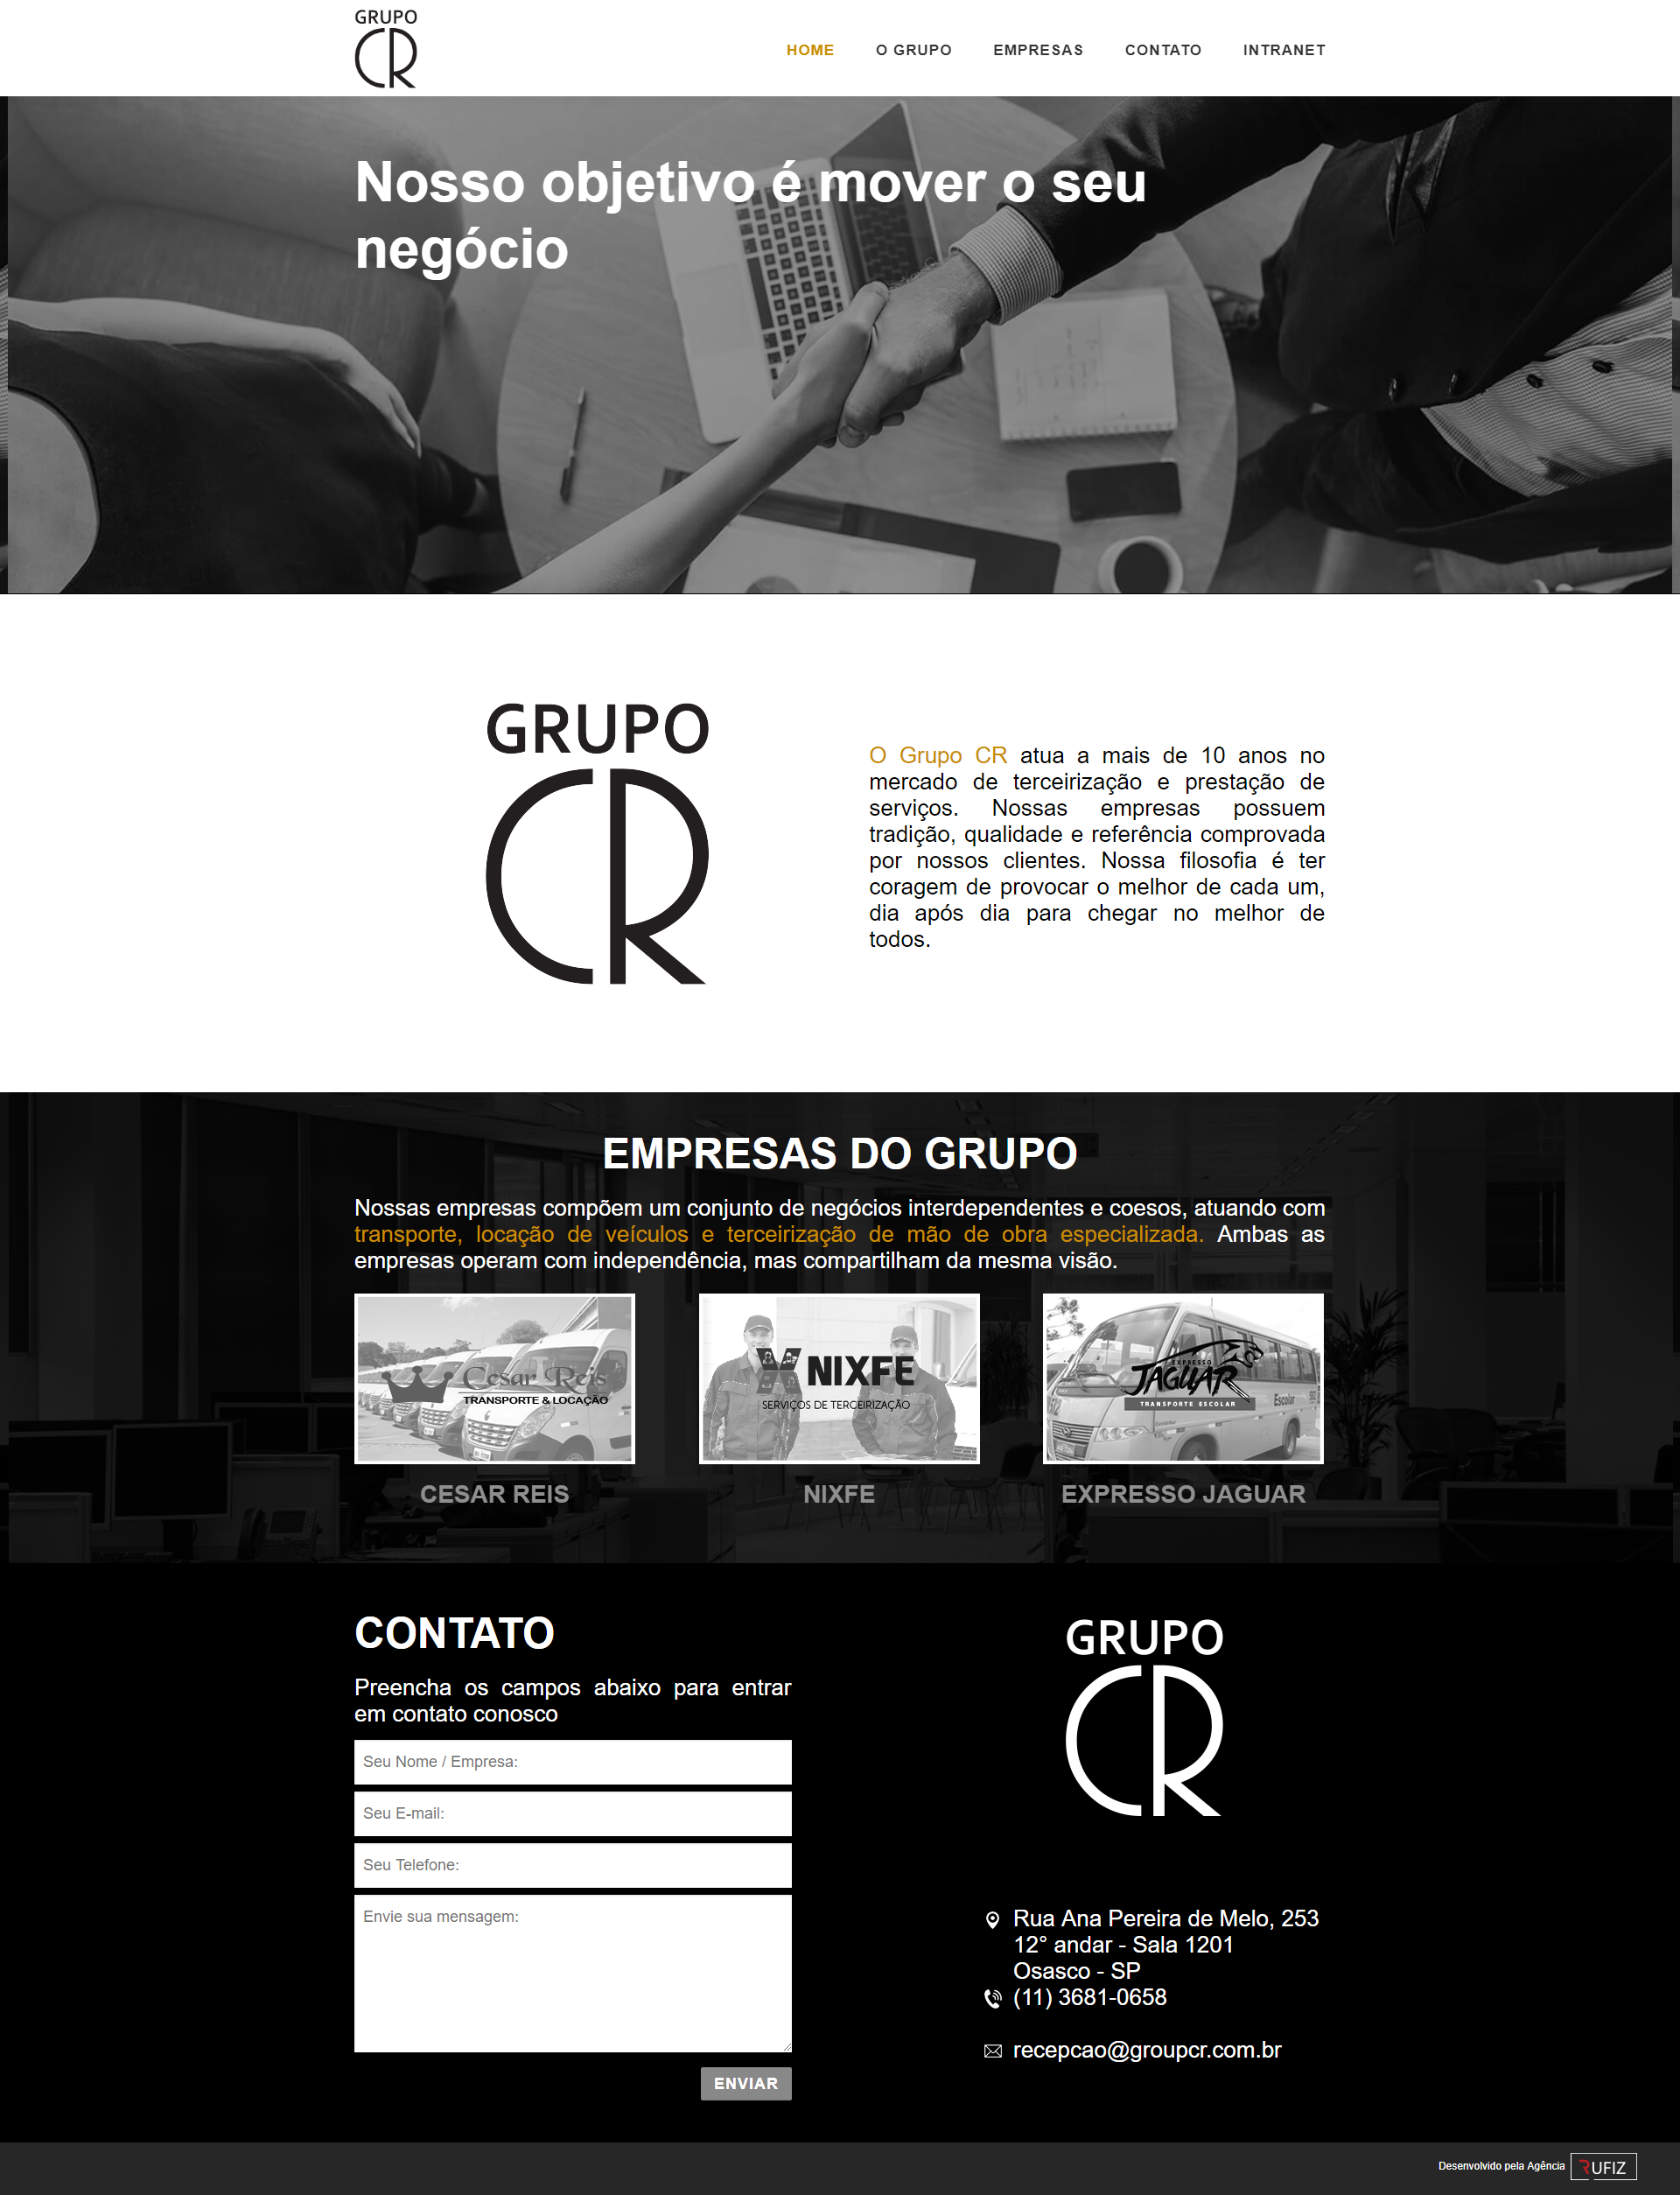 GRUPO
CR
HOME
O GRUPO
EMPRESAS
CONTATO
INTRANET
Nosso objetivo é mover o seu
negócio
GRUPO
CR
O Grupo CR atua a mais de 10 anos no
mercado de terceirização e prestação de
serviços. Nossas empresas possuem
tradição, qualidade e referência comprovada
por nossos clientes. Nossa filosofia é ter
coragem de provocar o melhor de cada um,
dia após dia para chegar no melhor de
todos.
EMPRESAS DO GRUPO
Nossas empresas compõem um conjunto de negócios interdependentes e coesos, atuando com
transporte, locação de veículos e terceirização de mão de obra especializada. Ambas as
empresas operam com independência, mas compartilham da mesma visão.
Cesar Reis
TRANSPORTE & LOCAÇÃO
NIXFE
SERVIÇOS DE TERCEIRIZAÇÃO
EXPRESSO
JAGUAR
TRANSPORTE ESCOLAR
Escolar
CESAR REIS
NIXFE
EXPRESSO JAGUAR
CONTATO
Preencha os campos abaixo para entrar
em contato conosco
Seu Nome / Empresa:
Seu E-mail:
Seu Telefone:
Envie sua mensagem:
ENVIAR
GRUPO
CR
Rua Ana Pereira de Melo, 253
12° andar - Sala 1201
Osasco - SP
(11) 3681-0658
recepcao@groupcr.com.br
Desenvolvido pela Agência
RUFIZ